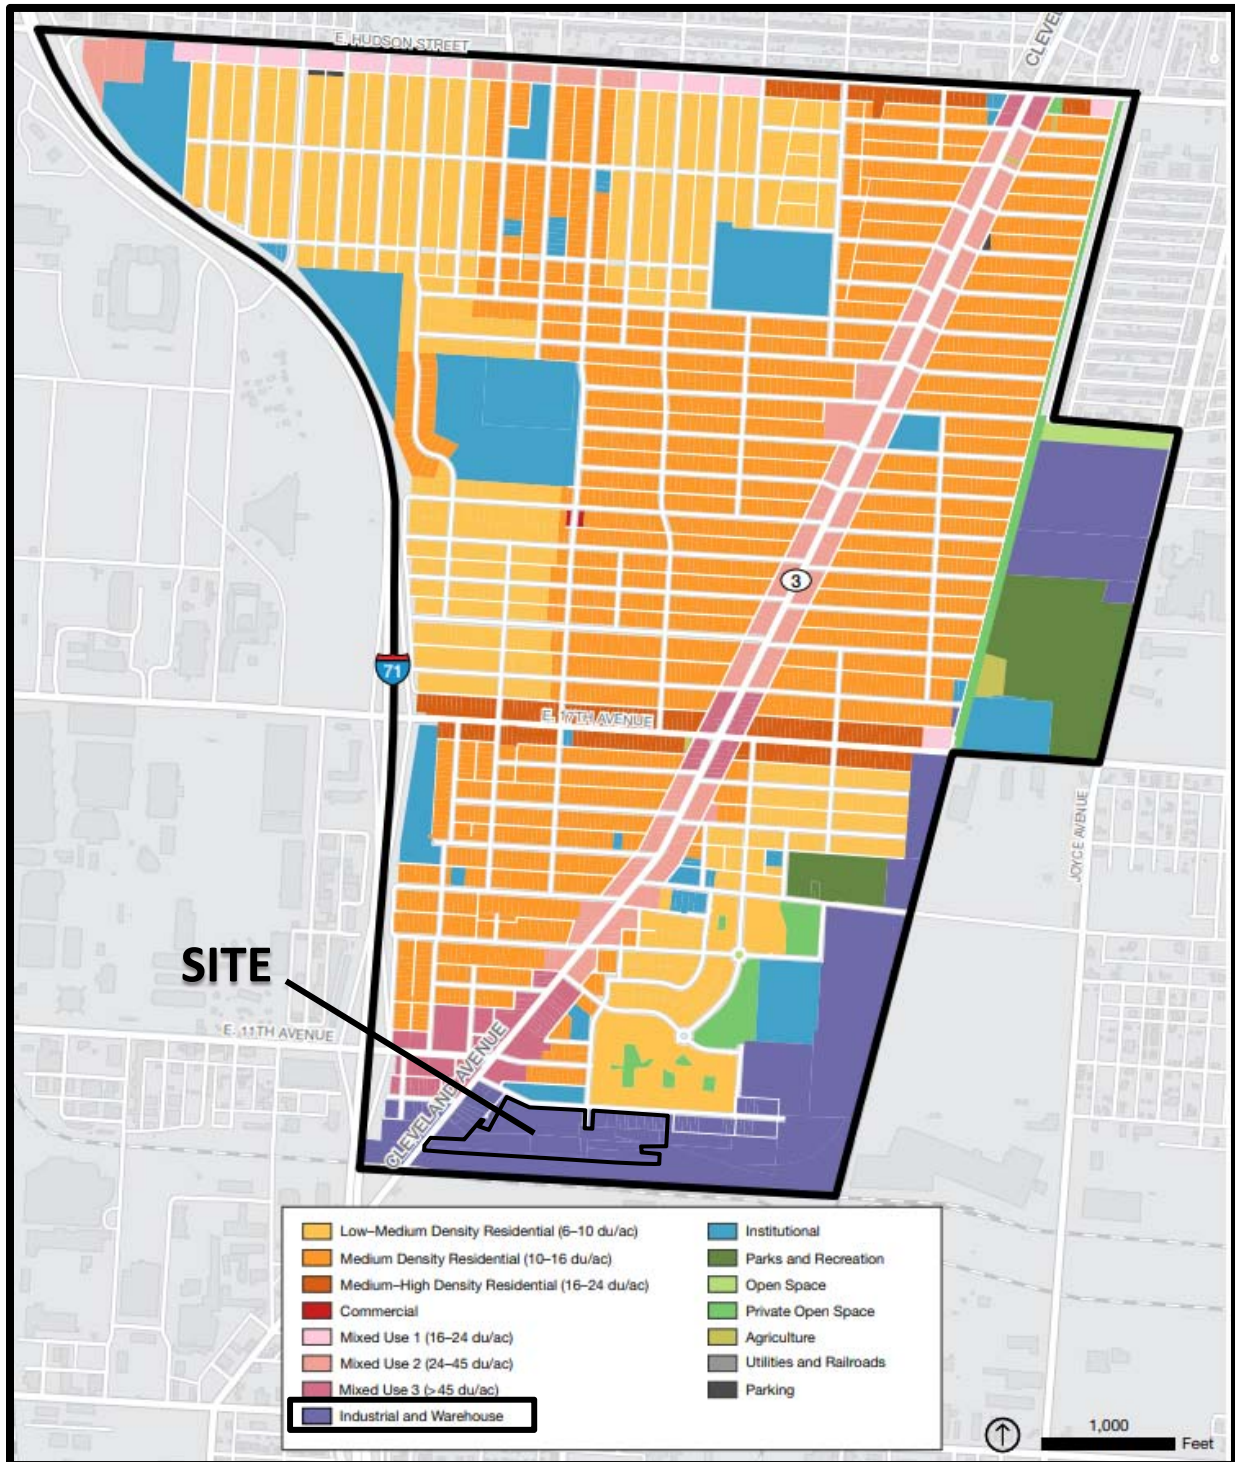 E. HUDSON STREET
CLEVEL
3
71
E. 17TH AVENUE
JOYCE AVENUE
SITE
E. 11TH AVENUE
CLEVELAND AVENUE
Low–Medium Density Residential (6–10 du/ac)
Medium Density Residential (10–16 du/ac)
Medium–High Density Residential (16–24 du/ac)
Commercial
Mixed Use 1 (16–24 du/ac)
Mixed Use 2 (24–45 du/ac)
Mixed Use 3 (>45 du/ac)
Industrial and Warehouse
Institutional
Parks and Recreation
Open Space
Private Open Space
Agriculture
Utilities and Railroads
Parking
1,000
Feet